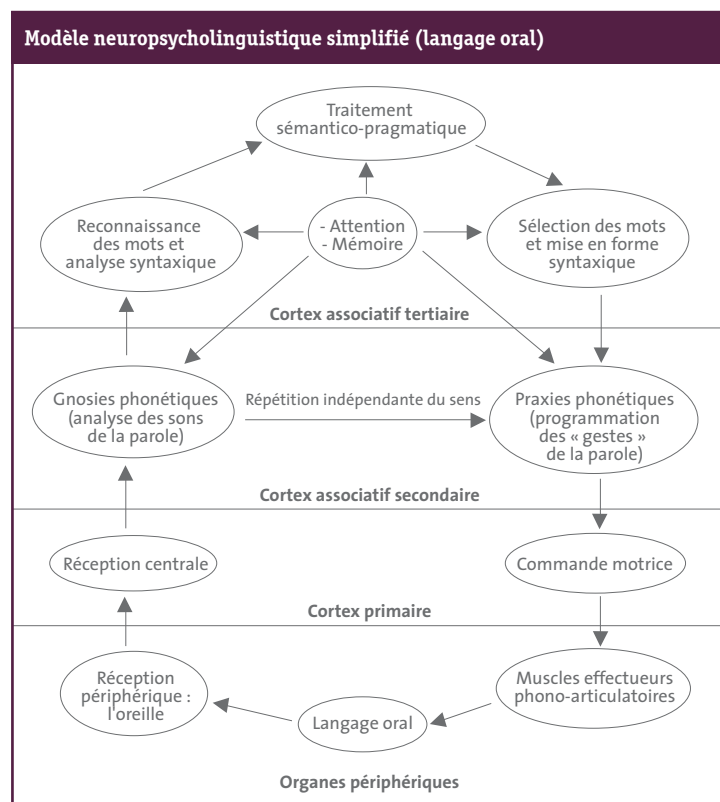 Modèle neuropsycholinguistique simplifié (langage oral)
Traitement
sémantico-pragmatique
Reconnaissance
des mots et
analyse syntaxique
- Attention
- Mémoire
Sélection des mots
et mise en forme
syntaxique
Cortex associatif tertiaire
Gnosies phonétiques
(analyse des sons
de la parole)
Répétition indépendante du sens
Praxies phonétiques
(programmation
des « gestes »
de la parole)
Cortex associatif secondaire
Réception centrale
Commande motrice
Cortex primaire
Réception
périphérique :
l'oreille
Langage oral
Muscles effectueurs
phono-articulatoires
Organes périphériques